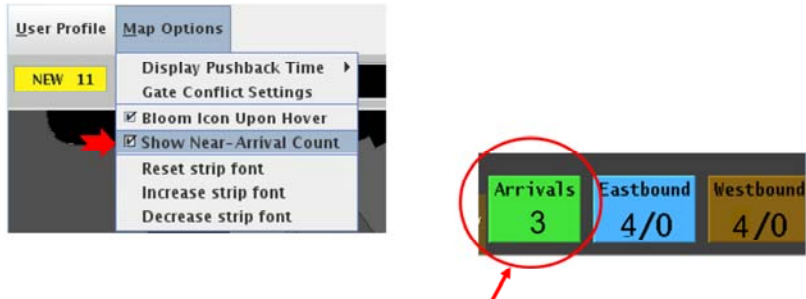 User Profile Map Options
NEW 11
Display Pushback Time
Gate Conflict Settings
Bloom Icon Upon Hover
Show Near-Arrival Count
Reset strip font
Increase strip font
Decrease strip font
Arrivals Eastbound Westbound
3 4/0 4/0